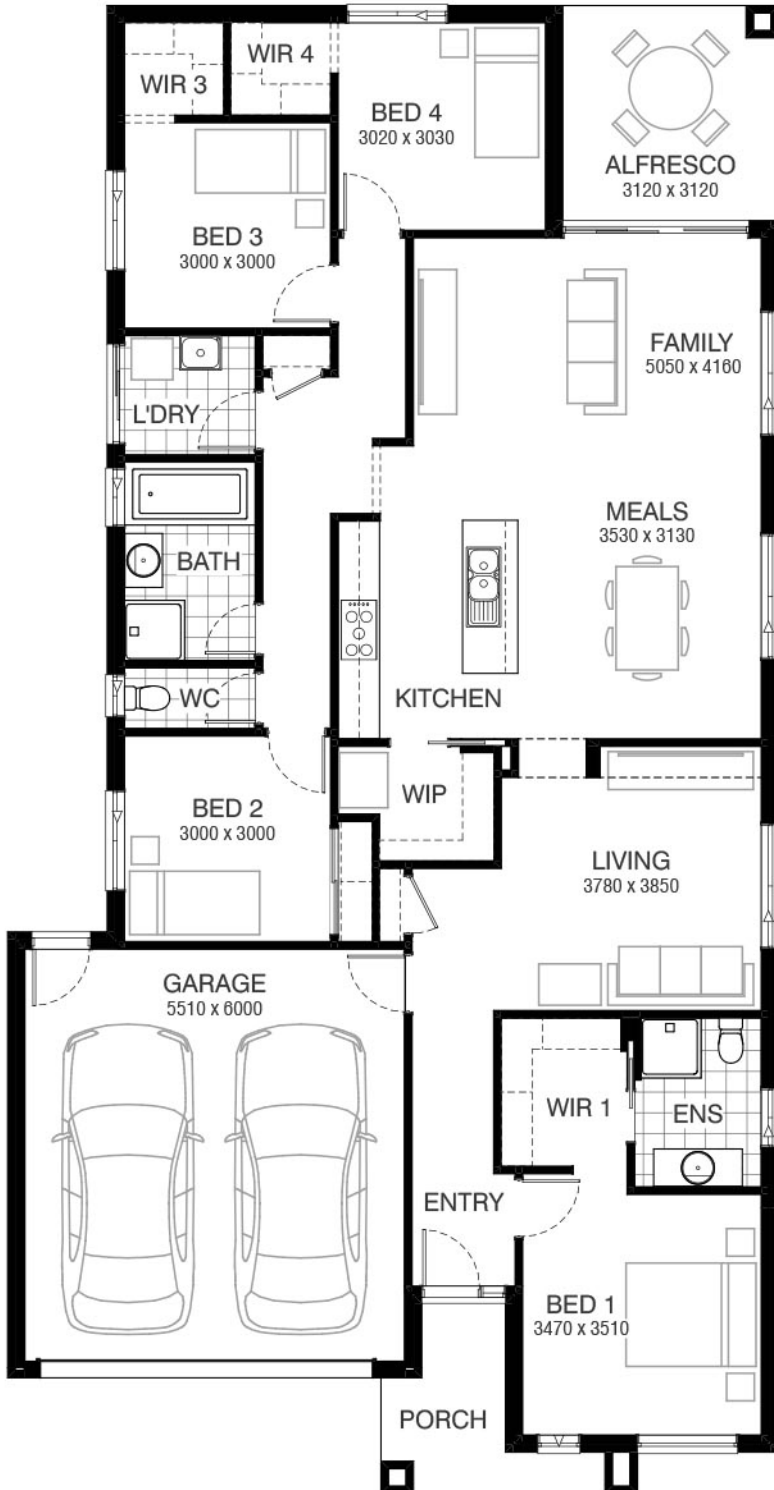 WIR 3
WIR 4
BED 4
3020 x 3030
ALFRESCO
3120 x 3120
BED 3
3000 x 3000
FAMILY
5050 x 4160
L'DRY
MEALS
3530 x 3130
BATH
WC
KITCHEN
BED 2
3000 x 3000
WIP
LIVING
3780 x 3850
GARAGE
5510 x 6000
WIR 1
ENS
ENTRY
BED 1
3470 x 3510
PORCH